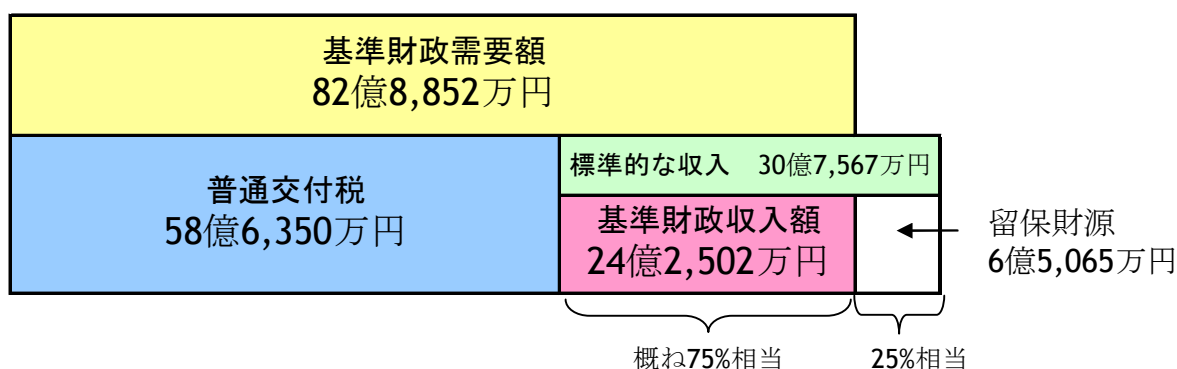 基準財政需要額
82億8,852万円
普通交付税
58億6,350万円
標準的な収入　30億7,567万円
基準財政収入額
24億2,502万円
留保財源
6億5,065万円
概ね75%相当
25%相当